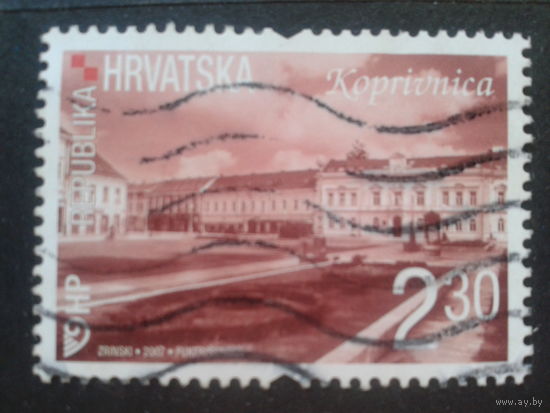 REPUBLIKA
HRVATSKA
Koprivnica
HP
2.30
ZRINSKI • 2007 •
www.ay.by